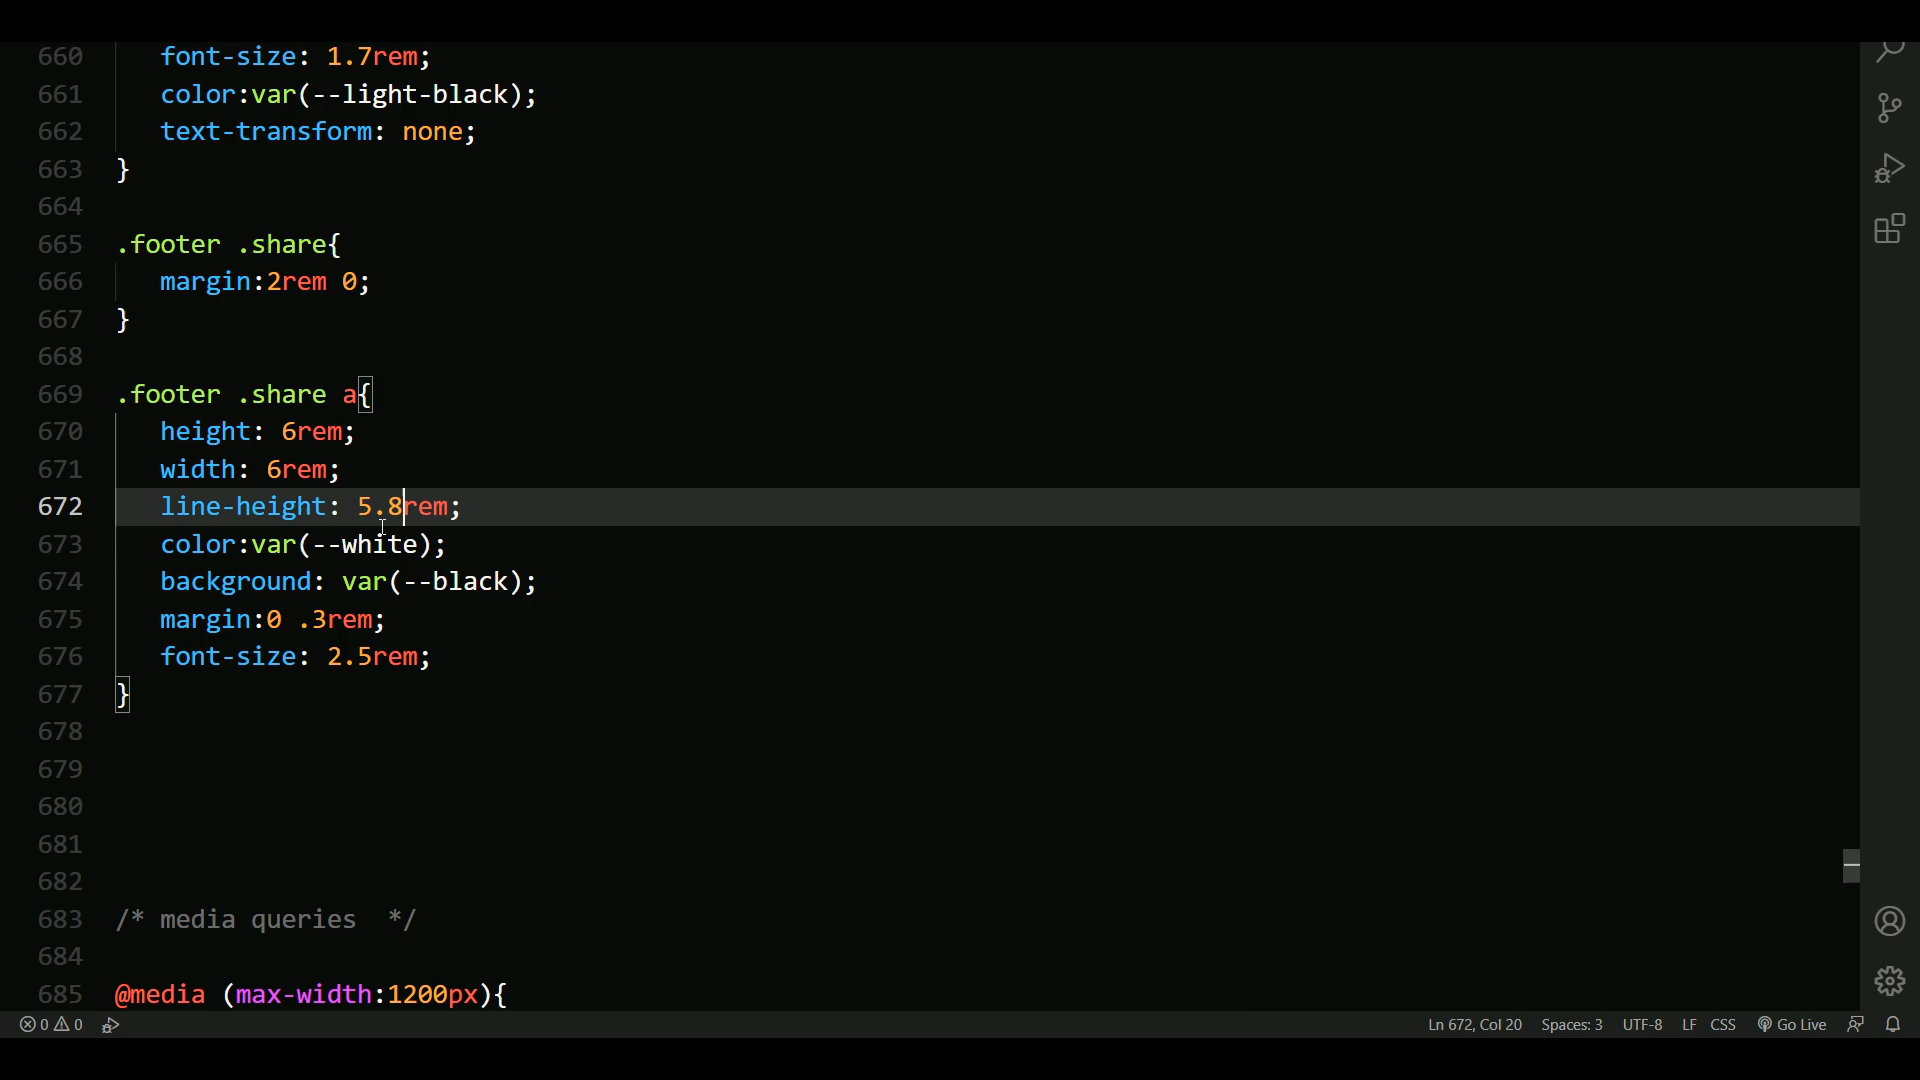 660 font-size: 1.7rem;
661 color:var(--light-black);
662 text-transform: none;
663 }
664
665 .footer .share{
666 margin:2rem 0;
667 }
668
669 .footer .share a{
670 height: 6rem;
671 width: 6rem;
672 line-height: 5.8rem;
673 color:var(--white);
674 background: var(--black);
675 margin:0 .3rem;
676 font-size: 2.5rem;
677 }
678
679
680
681
682
683 /* media queries  */
684
685 @media (max-width:1200px){
0 0 Ln 672, Col 20 Spaces: 3 UTF-8 LF CSS Go Live